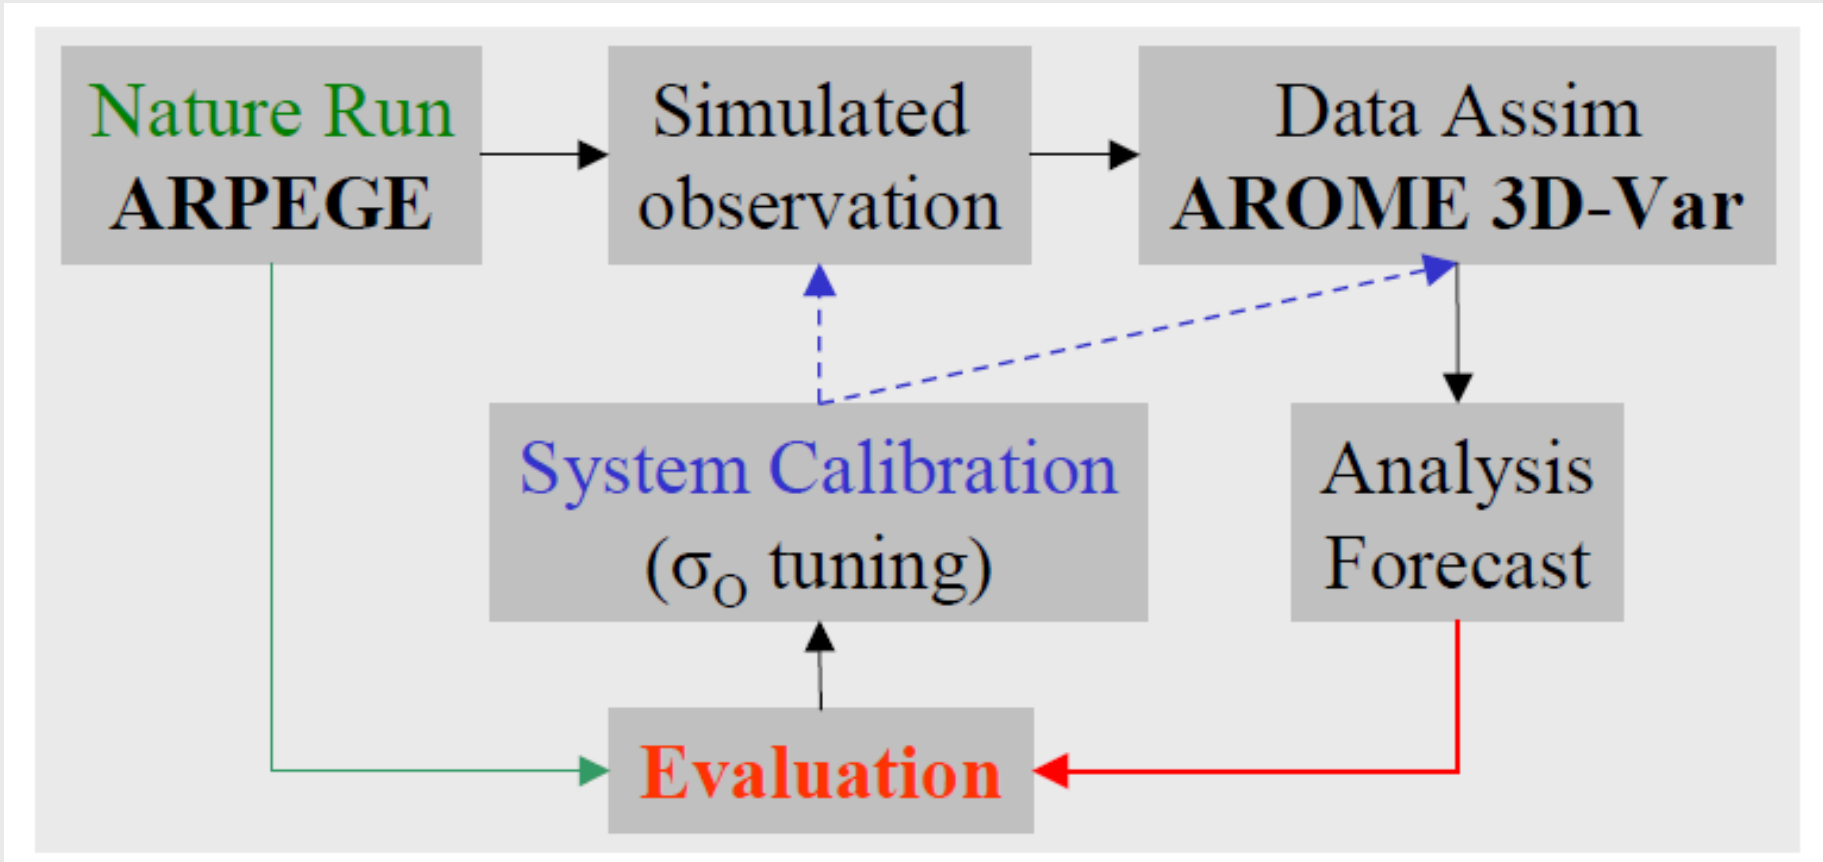 Nature Run
ARPEGE
Simulated
observation
Data Assim
AROME 3D-Var
System Calibration
(σO tuning)
Analysis
Forecast
Evaluation